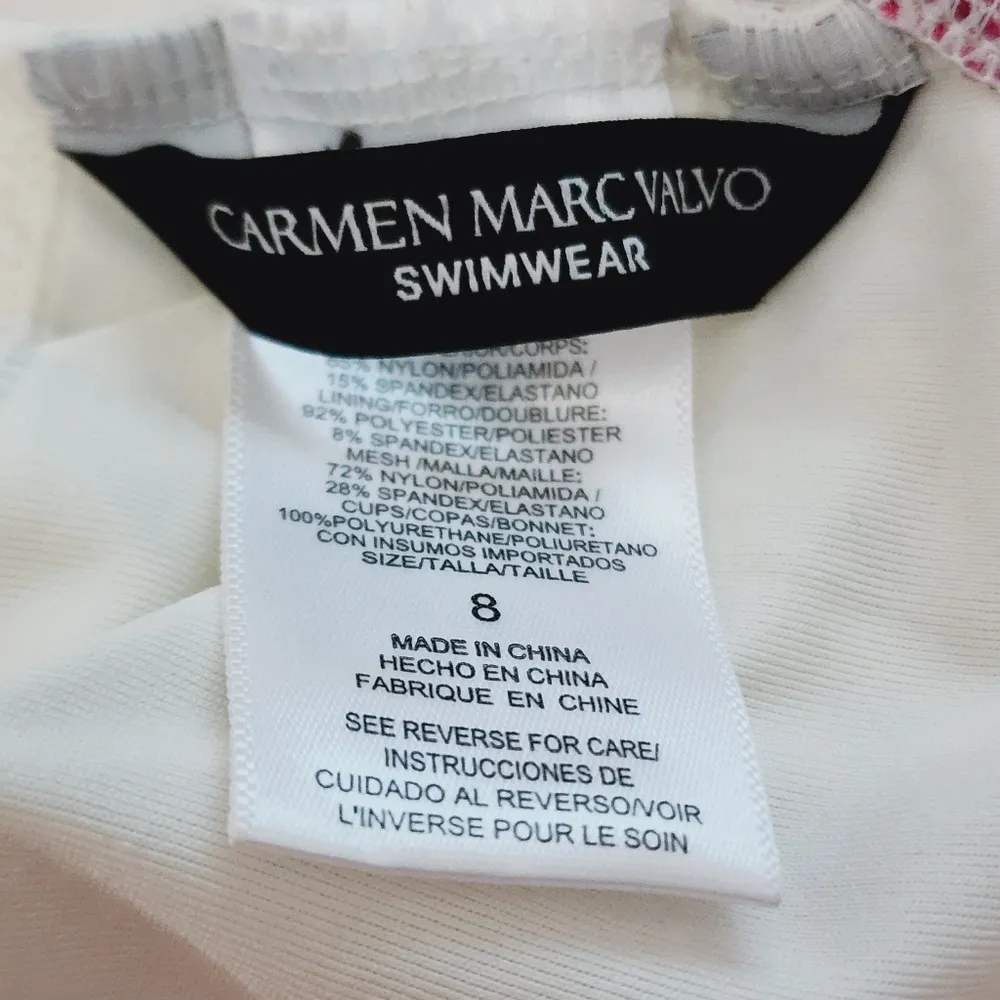 CARMEN MARC VALVO
SWIMWEAR
NYLON/POLIAMIDA /
15% SPANDEX/ELASTANO
LINING/FORRO/DOUBLURE:
92% POLYESTER/POLIESTER
8% SPANDEX/ELASTANO
MESH /MALLA/MAILLE:
72% NYLON/POLIAMIDA /
28% SPANDEX/ELASTANO
CUPS/COPAS/BONNET:
100%POLYURETHANE/POLIURETANO
CON INSUMOS IMPORTADOS
SIZE/TALLA/TAILLE
8
MADE IN CHINA
HECHO EN CHINA
FABRIQUE EN CHINE
SEE REVERSE FOR CARE/
INSTRUCCIONES DE
CUIDADO AL REVERSO/VOIR
L'INVERSE POUR LE SOIN